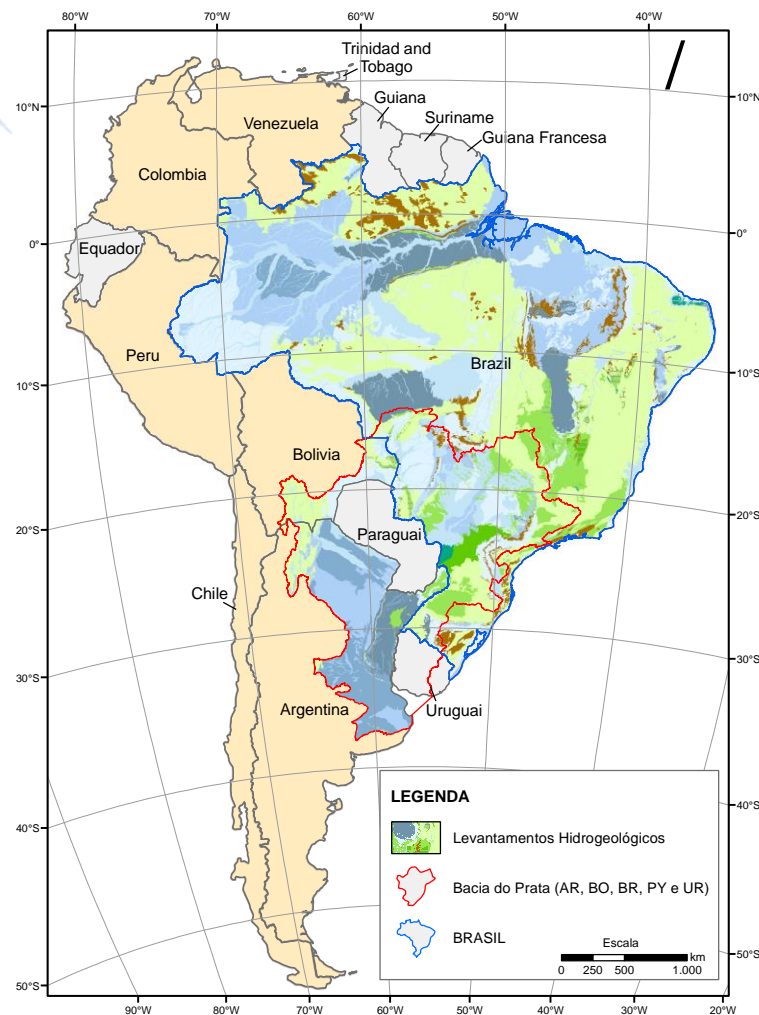 80°W 70°W 60°W 50°W 40°W
Trinidad and
Tobago
10°N
10°N
Guiana
Venezuela
Suriname
Guiana Francesa
Colombia
0°
Equador
0°
Peru
Brazil
10°S
10°S
Bolivia
20°S
Paraguai
20°S
Chile
30°S
30°S
Argentina
Uruguai
LEGENDA
40°S
Levantamentos Hidrogeológicos
40°S
Bacia do Prata (AR, BO, BR, PY e UR)
BRASIL
Escala
km
0 250 500 1.000
50°S
50°S
90°W 80°W 70°W 60°W 50°W 40°W 30°W 20°W